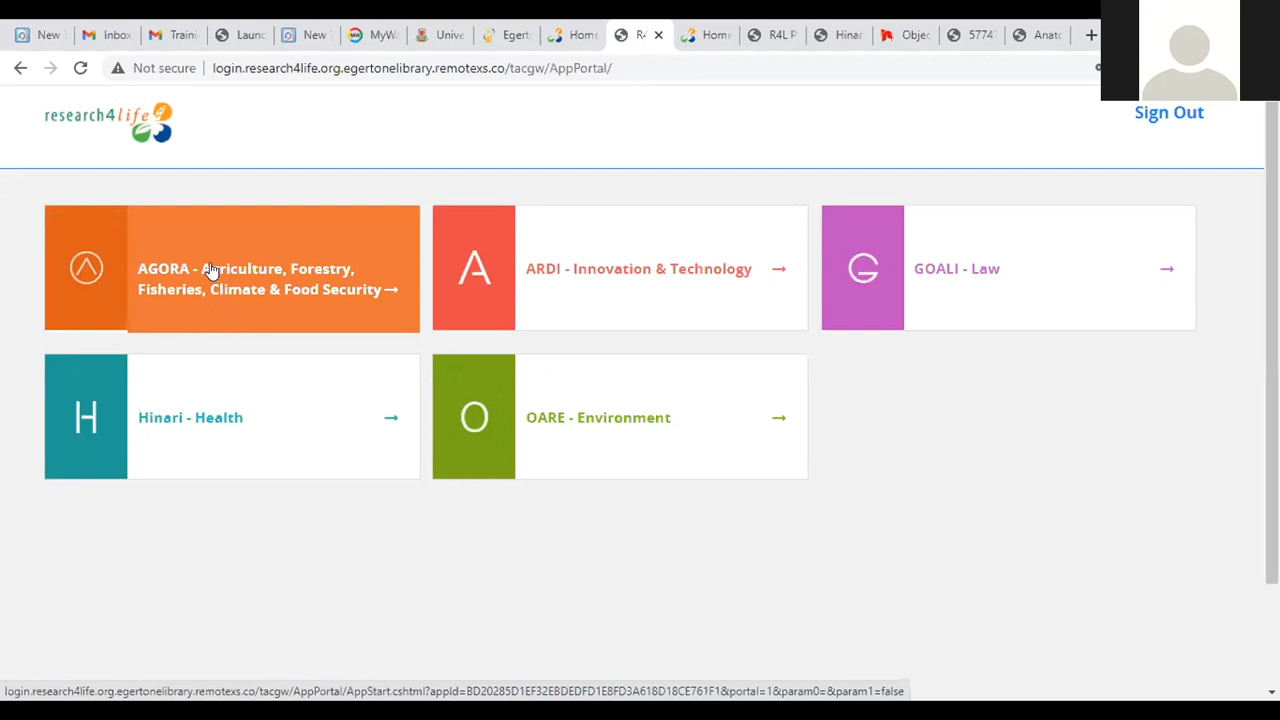 New
Inbox
Traini
Launc
New
MyW
Unive
Egert
Home
R4
Home
R4L P
Hinar
Objec
5774
Anato
Not secure
login.research4life.org.egertonelibrary.remotexs.co/tacgw/AppPortal/
research4life
Sign Out
AGORA - Agriculture, Forestry,
Fisheries, Climate & Food Security
A
ARDI - Innovation & Technology
G
GOALI - Law
H
Hinari - Health
O
OARE - Environment
login.research4life.org.egertonelibrary.remotexs.co/tacgw/AppPortal/AppStart.cshtml?appId=BD20285D1EF32EBDEDFD1E8FD3A618D18CE761F1&portal=1&param0=&param1=false